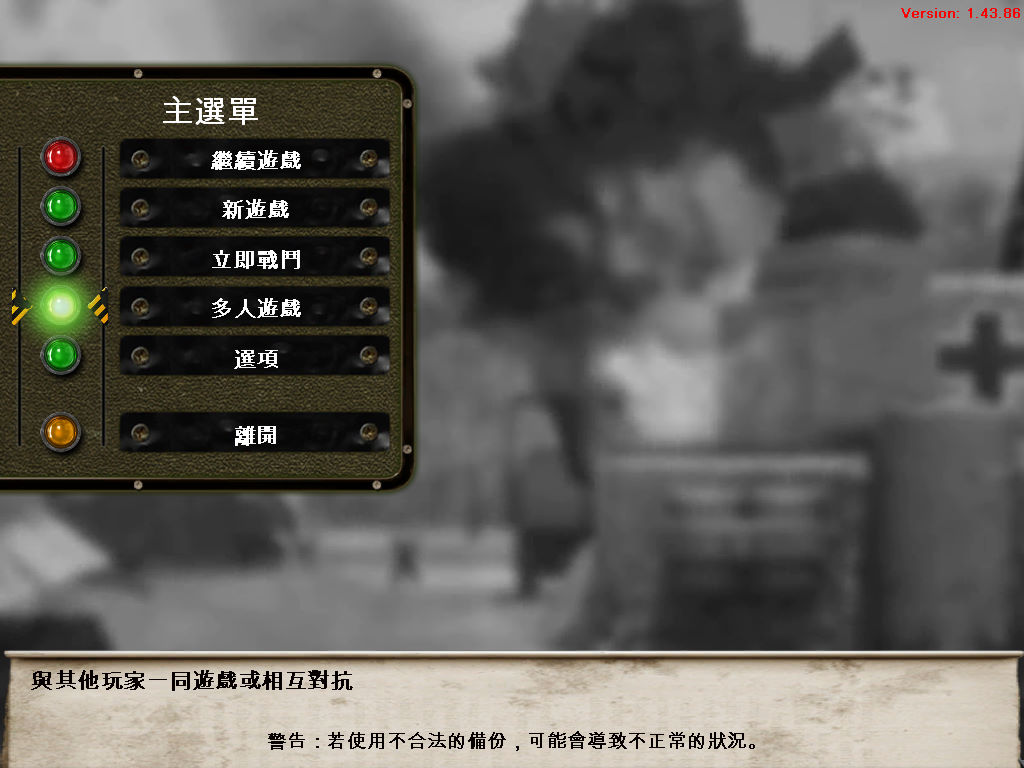 Version: 1.43.86
主選單
繼續遊戲
新遊戲
立即戰鬥
多人遊戲
選項
離開
與其他玩家一同遊戲或相互對抗
警告：若使用不合法的備份，可能會導致不正常的狀況。